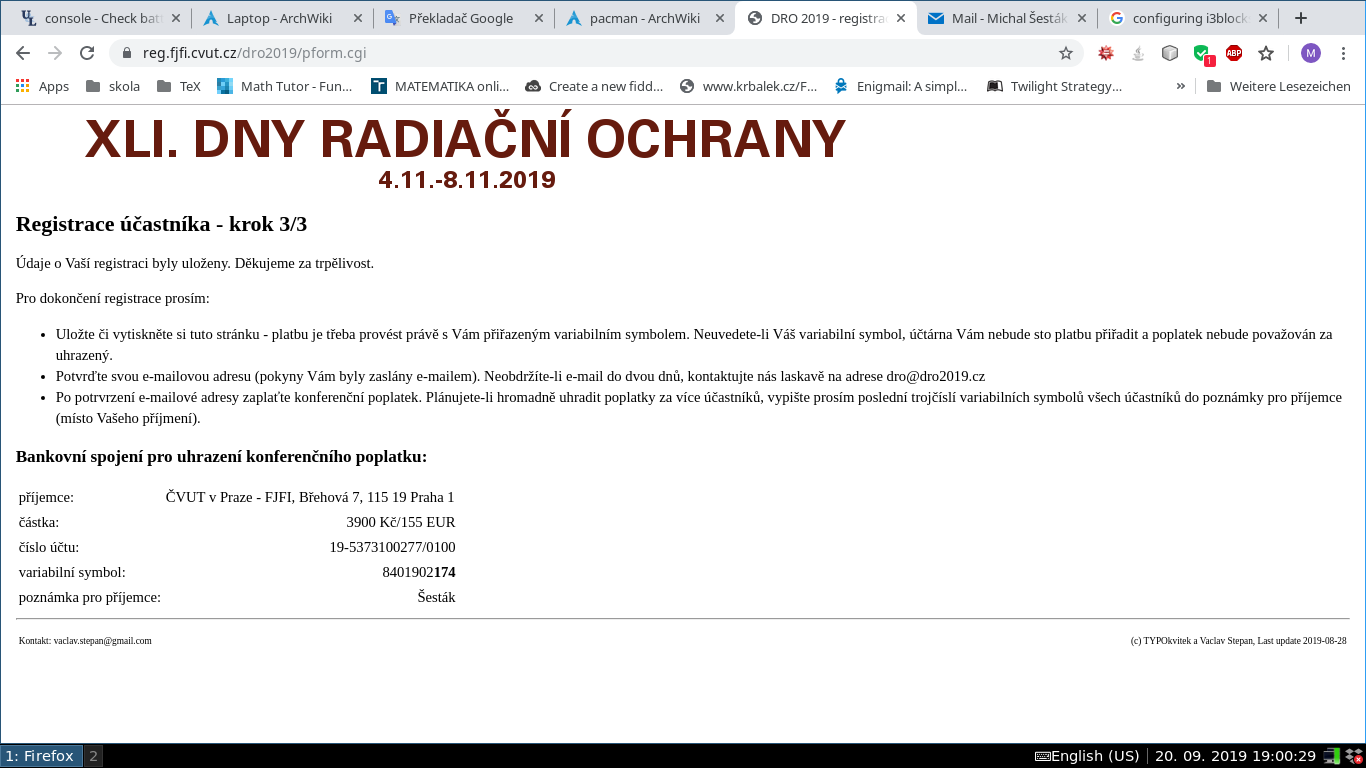 console - Check bat
Laptop - ArchWiki
Překladač Google
pacman - ArchWiki
DRO 2019 - registra
Mail - Michal Šesták
configuring i3block
reg.fjfi.cvut.cz/dro2019/pform.cgi
1
ABP
M
Apps
skola
TeX
Math Tutor - Fun...
MATEMATIKA onli...
Create a new fidd...
www.krbalek.cz/F...
Enigmail: A simpl...
Twilight Strategy...
»
Weitere Lesezeichen
XLI. DNY RADIAČNÍ OCHRANY
4.11.-8.11.2019
Registrace účastníka - krok 3/3
Údaje o Vaší registraci byly uloženy. Děkujeme za trpělivost.
Pro dokončení registrace prosím:
• Uložte či vytiskněte si tuto stránku - platbu je třeba provést právě s Vám přiřazeným variabilním symbolem. Neuvedete-li Váš variabilní symbol, účtárna Vám nebude sto platbu přiřadit a poplatek nebude považován za
uhrazený.
• Potvrďte svou e-mailovou adresu (pokyny Vám byly zaslány e-mailem). Neobdržíte-li e-mail do dvou dnů, kontaktujte nás laskavě na adrese dro@dro2019.cz
• Po potrvrzení e-mailové adresy zaplaťte konferenční poplatek. Plánujete-li hromadně uhradit poplatky za více účastníků, vypište prosím poslední trojčíslí variabilních symbolů všech účastníků do poznámky pro příjemce
(místo Vašeho příjmení).
Bankovní spojení pro uhrazení konferenčního poplatku:
příjemce: ČVUT v Praze - FJFI, Břehová 7, 115 19 Praha 1
částka: 3900 Kč/155 EUR
číslo účtu: 19-5373100277/0100
variabilní symbol: 8401902174
poznámka pro příjemce: Šesták
Kontakt: vaclav.stepan@gmail.com
(c) TYPOkvitek a Vaclav Stepan, Last update 2019-08-28
1: Firefox
2
English (US)
20. 09. 2019 19:00:29